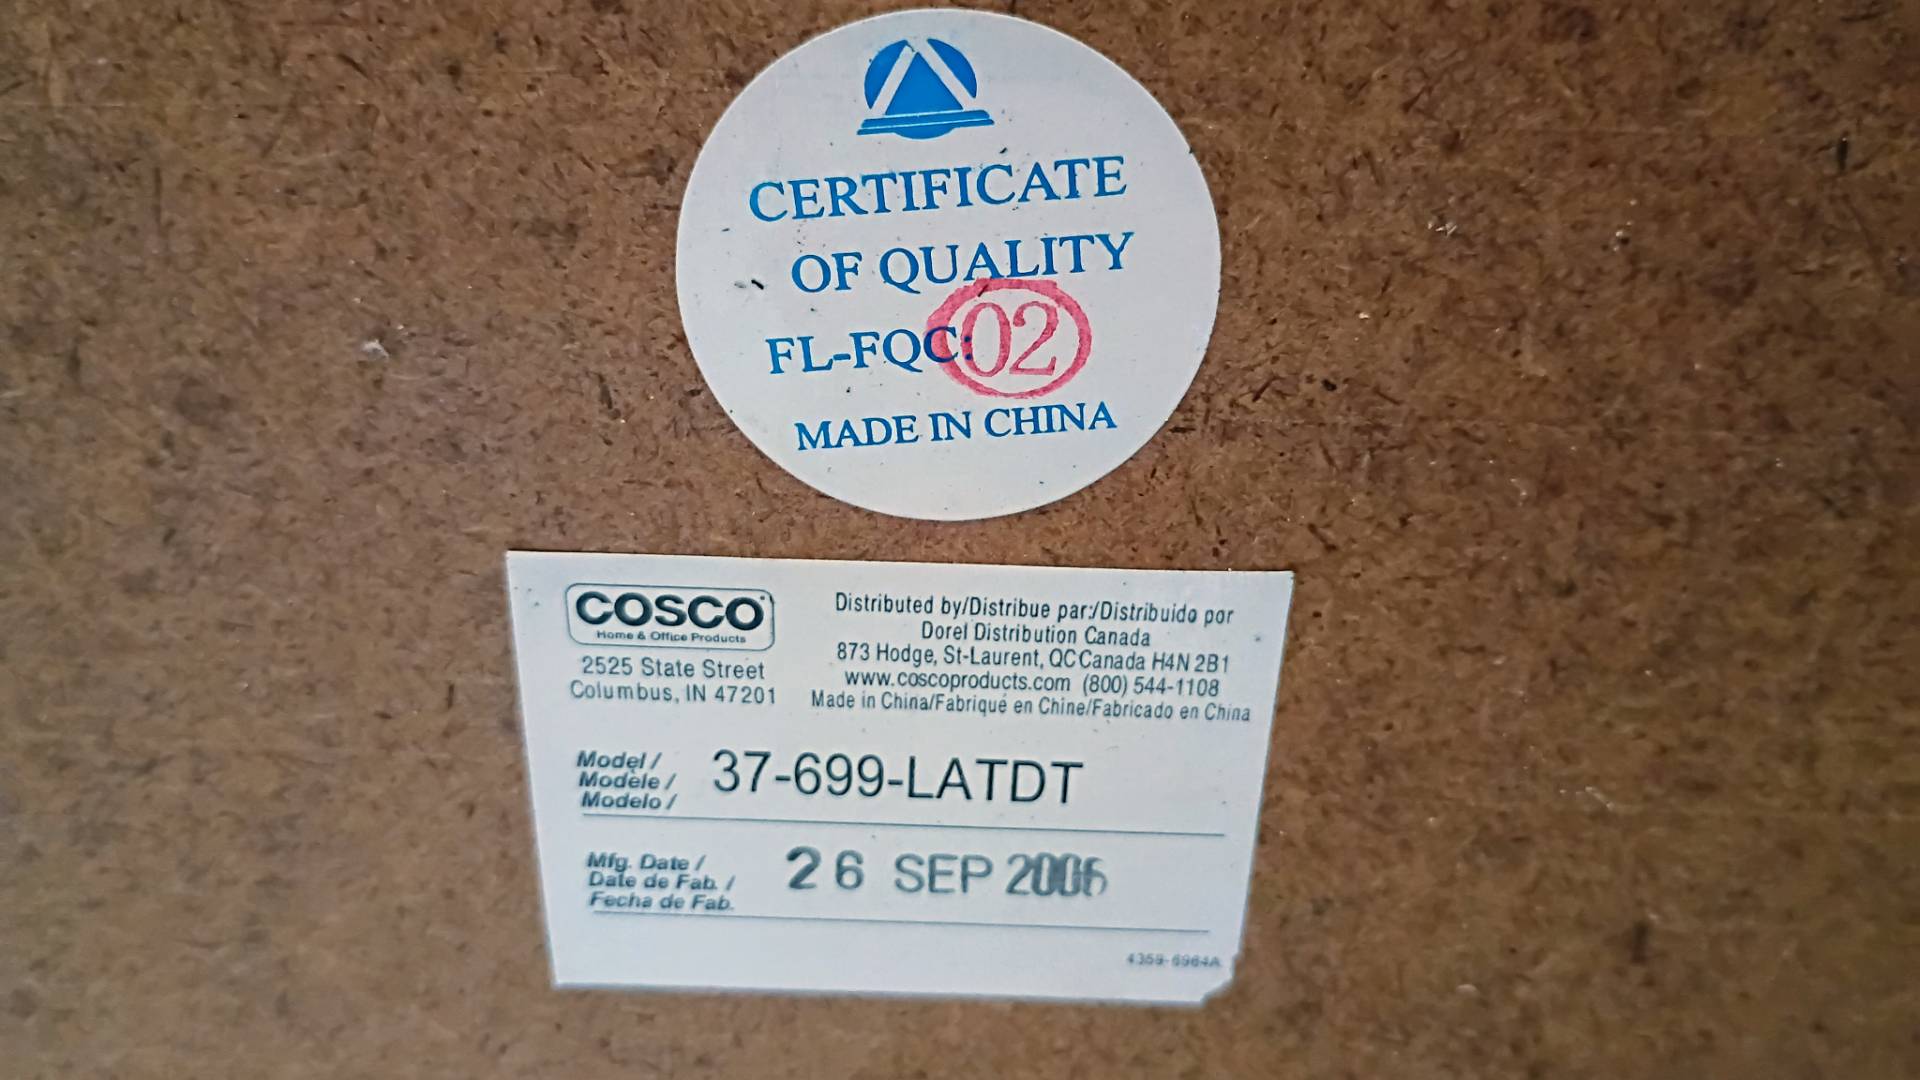 CERTIFICATE
OF QUALITY
FL-FQC: 02
MADE IN CHINA
COSCO
Home & Office Products
2525 State Street
Columbus, IN 47201
Distributed by/Distribue par:/Distribuido por
Dorel Distribution Canada
873 Hodge, St-Laurent, QC Canada H4N 2B1
www.coscoproducts.com (800) 544-1108
Made in China/Fabriqué en Chine/Fabricado en China
Model /
Modèle /
Modelo /
37-699-LATDT
Mfg. Date /
Date de Fab. /
Fecha de Fab.
26 SEP 2006
4359-6964A